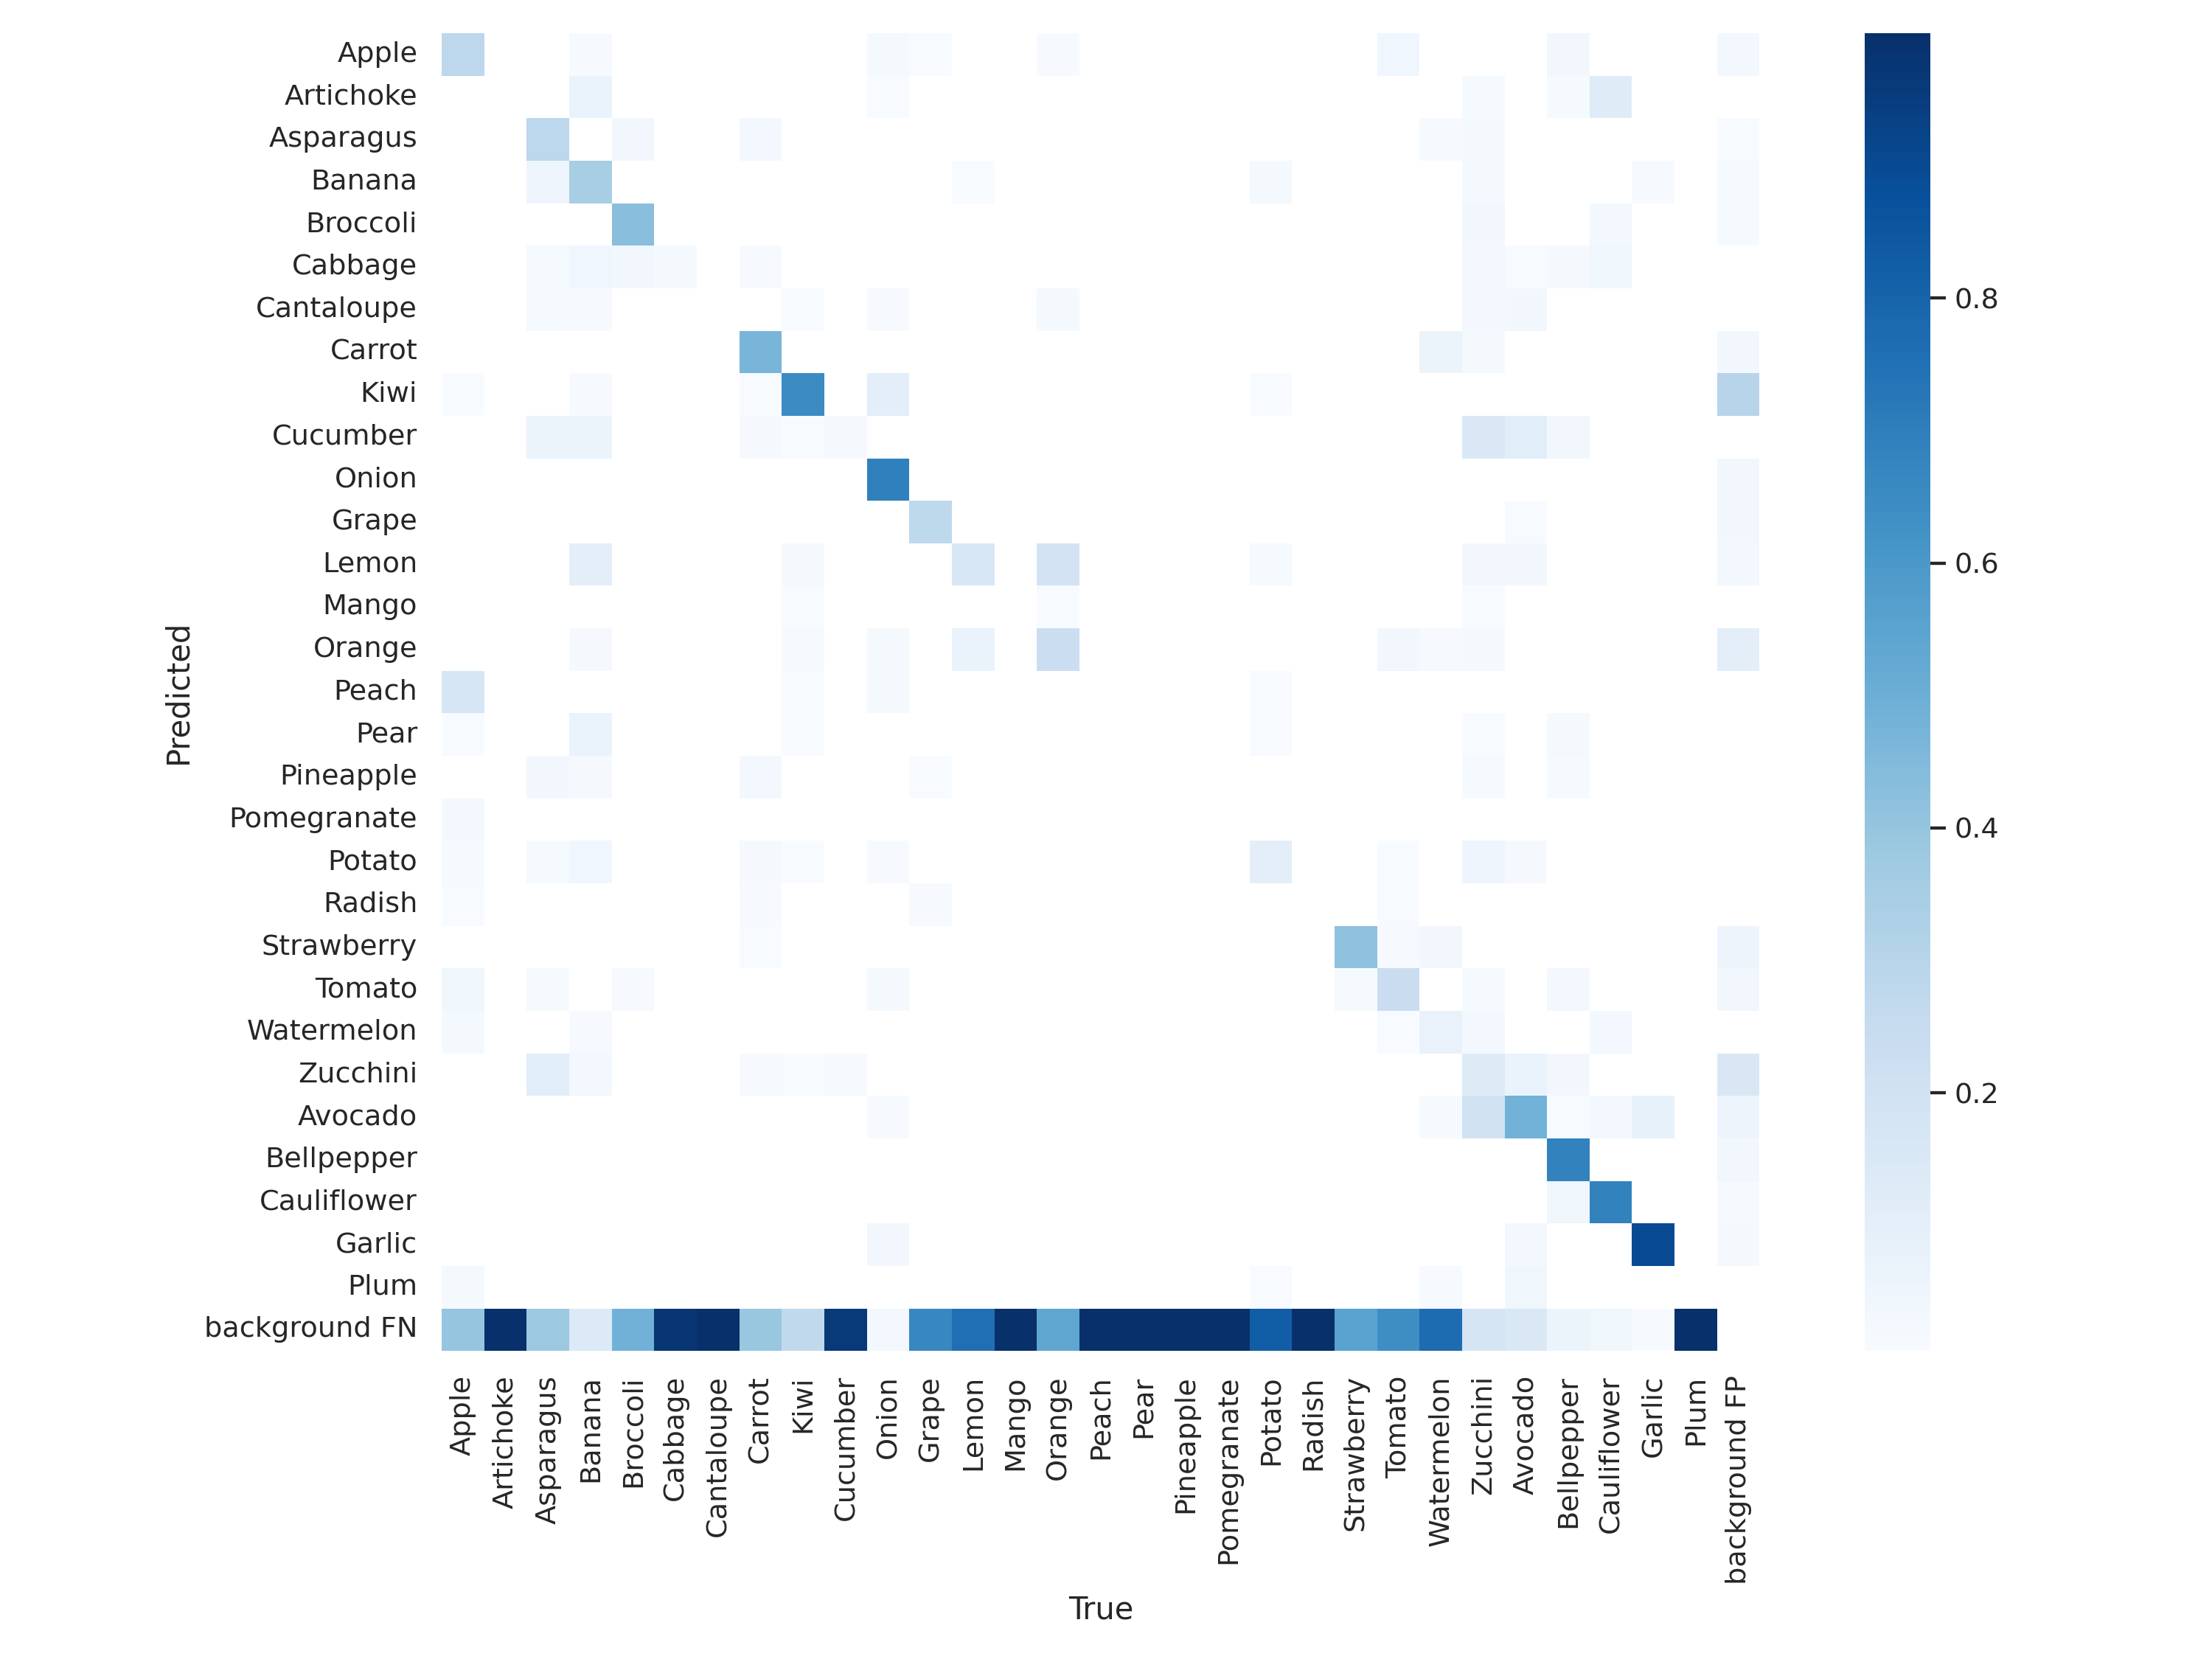 Apple
Artichoke
Asparagus
Banana
Broccoli
Cabbage
Cantaloupe
Carrot
Kiwi
Cucumber
Onion
Grape
Lemon
Mango
Orange
Peach
Pear
Pineapple
Pomegranate
Potato
Radish
Strawberry
Tomato
Watermelon
Zucchini
Avocado
Bellpepper
Cauliflower
Garlic
Plum
background FN
Predicted
Apple
Artichoke
Asparagus
Banana
Broccoli
Cabbage
Cantaloupe
Carrot
Kiwi
Cucumber
Onion
Grape
Lemon
Mango
Orange
Peach
Pear
Pineapple
Pomegranate
Potato
Radish
Strawberry
Tomato
Watermelon
Zucchini
Avocado
Bellpepper
Cauliflower
Garlic
Plum
background FP
True
0.8
0.6
0.4
0.2